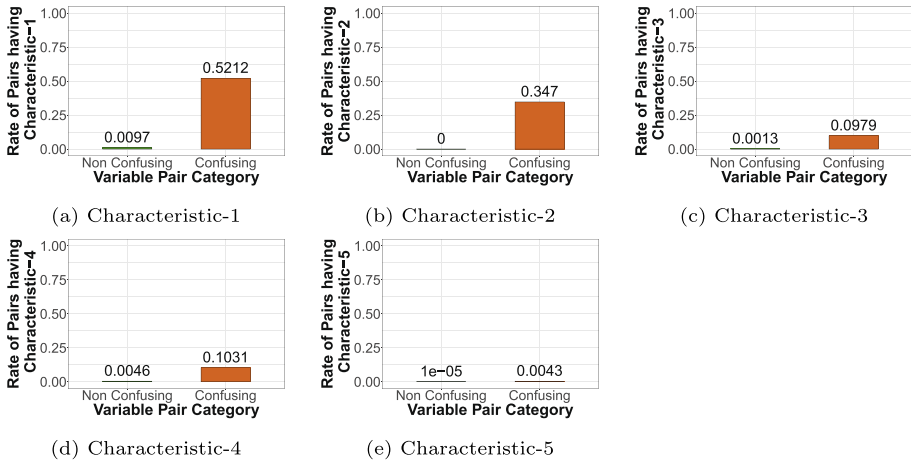 Rate of Pairs having
Characteristic−1
1.00
0.75
0.50
0.25
0.00
0.0097
0.5212
Non Confusing
Confusing
Variable Pair Category
(a) Characteristic-1
Rate of Pairs having
Characteristic−2
1.00
0.75
0.50
0.25
0.00
0
0.347
Non Confusing
Confusing
Variable Pair Category
(b) Characteristic-2
Rate of Pairs having
Characteristic−3
1.00
0.75
0.50
0.25
0.00
0.0013
0.0979
Non Confusing
Confusing
Variable Pair Category
(c) Characteristic-3
Rate of Pairs having
Characteristic−4
1.00
0.75
0.50
0.25
0.00
0.0046
0.1031
Non Confusing
Confusing
Variable Pair Category
(d) Characteristic-4
Rate of Pairs having
Characteristic−5
1.00
0.75
0.50
0.25
0.00
1e−05
0.0043
Non Confusing
Confusing
Variable Pair Category
(e) Characteristic-5